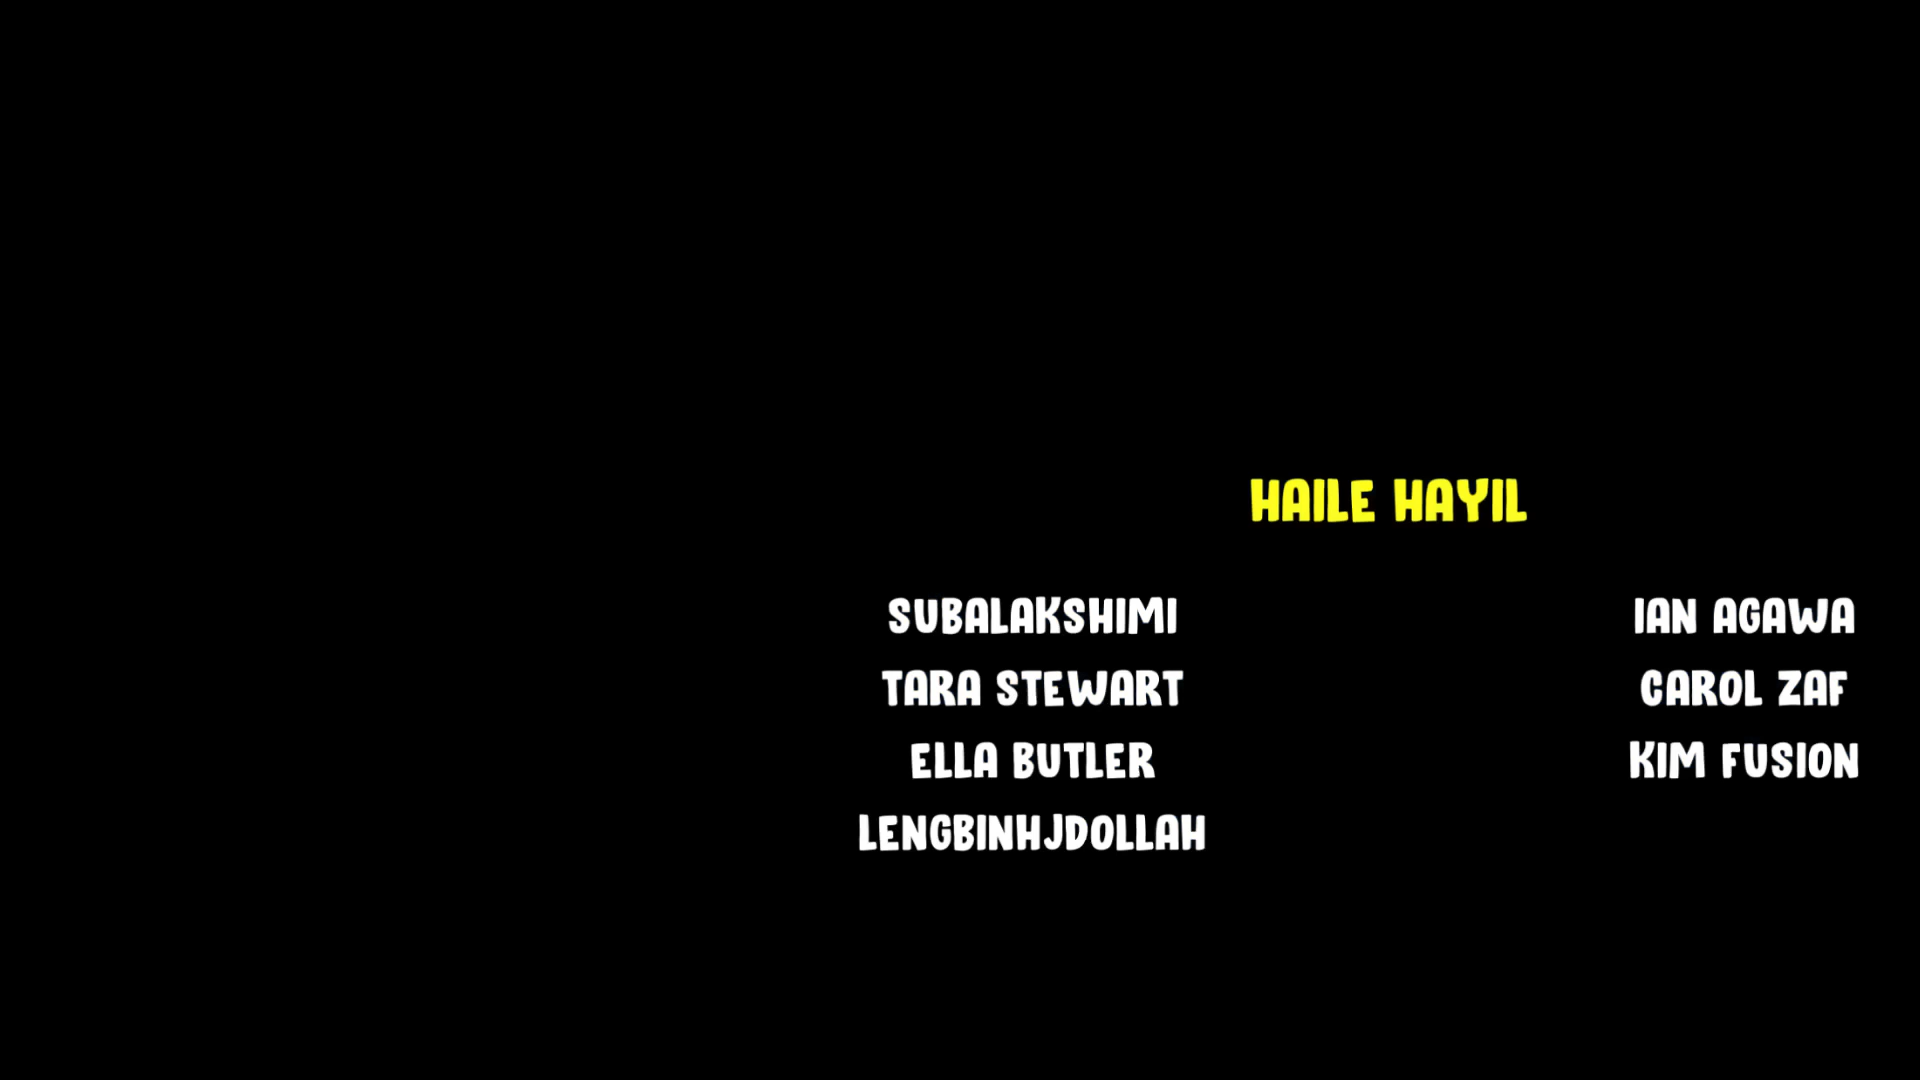 HAILE HAYIL
SUBALAKSHIMI
IAN AGAWA
TARA STEWART
CAROL ZAF
ELLA BUTLER
KIM FUSION
LENGBINHJDOLLAH